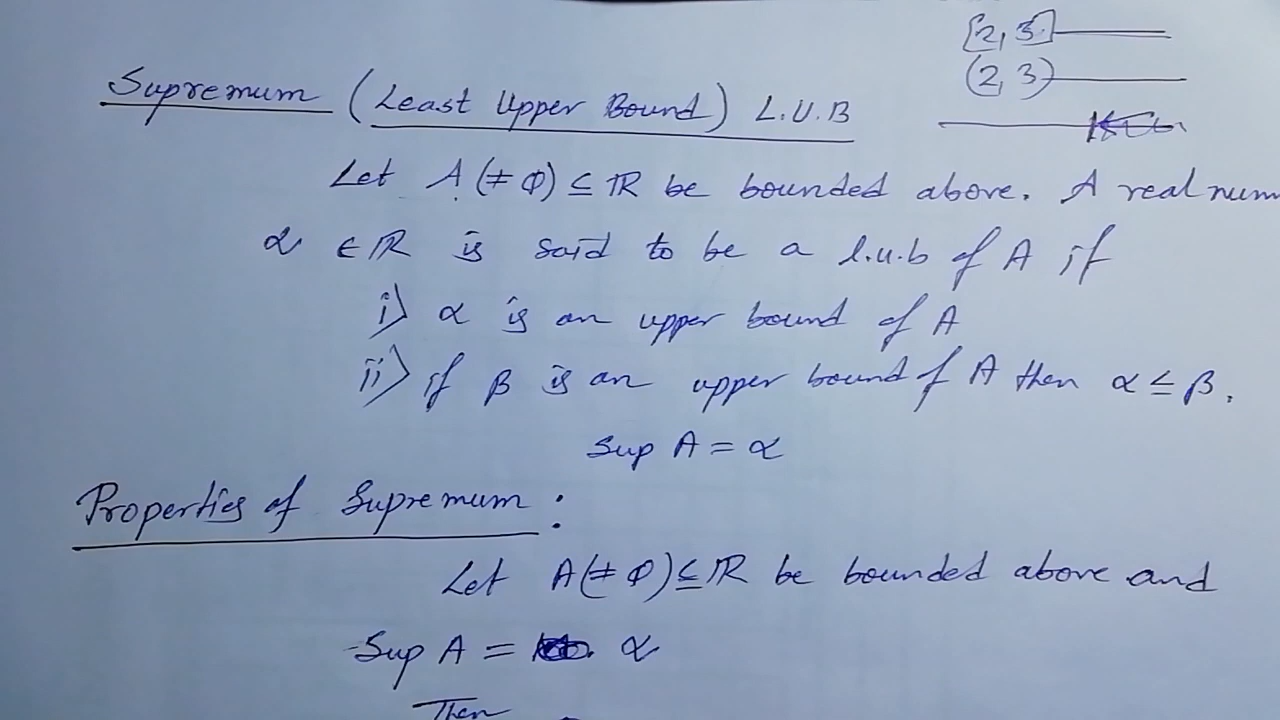 [2, 3]
(2, 3)
Supremum (Least Upper Bound) L.U.B
Let A (≠ Φ) ⊆ ℝ be bounded above. A real num
α ∈ ℝ is said to be a l.u.b of A if
i) α is an upper bound of A
ii) if β is an upper bound of A then α ≤ β.
Sup A = α
Properties of Supremum :
Let A (≠ Φ) ⊆ ℝ be bounded above and
Sup A = α
Then